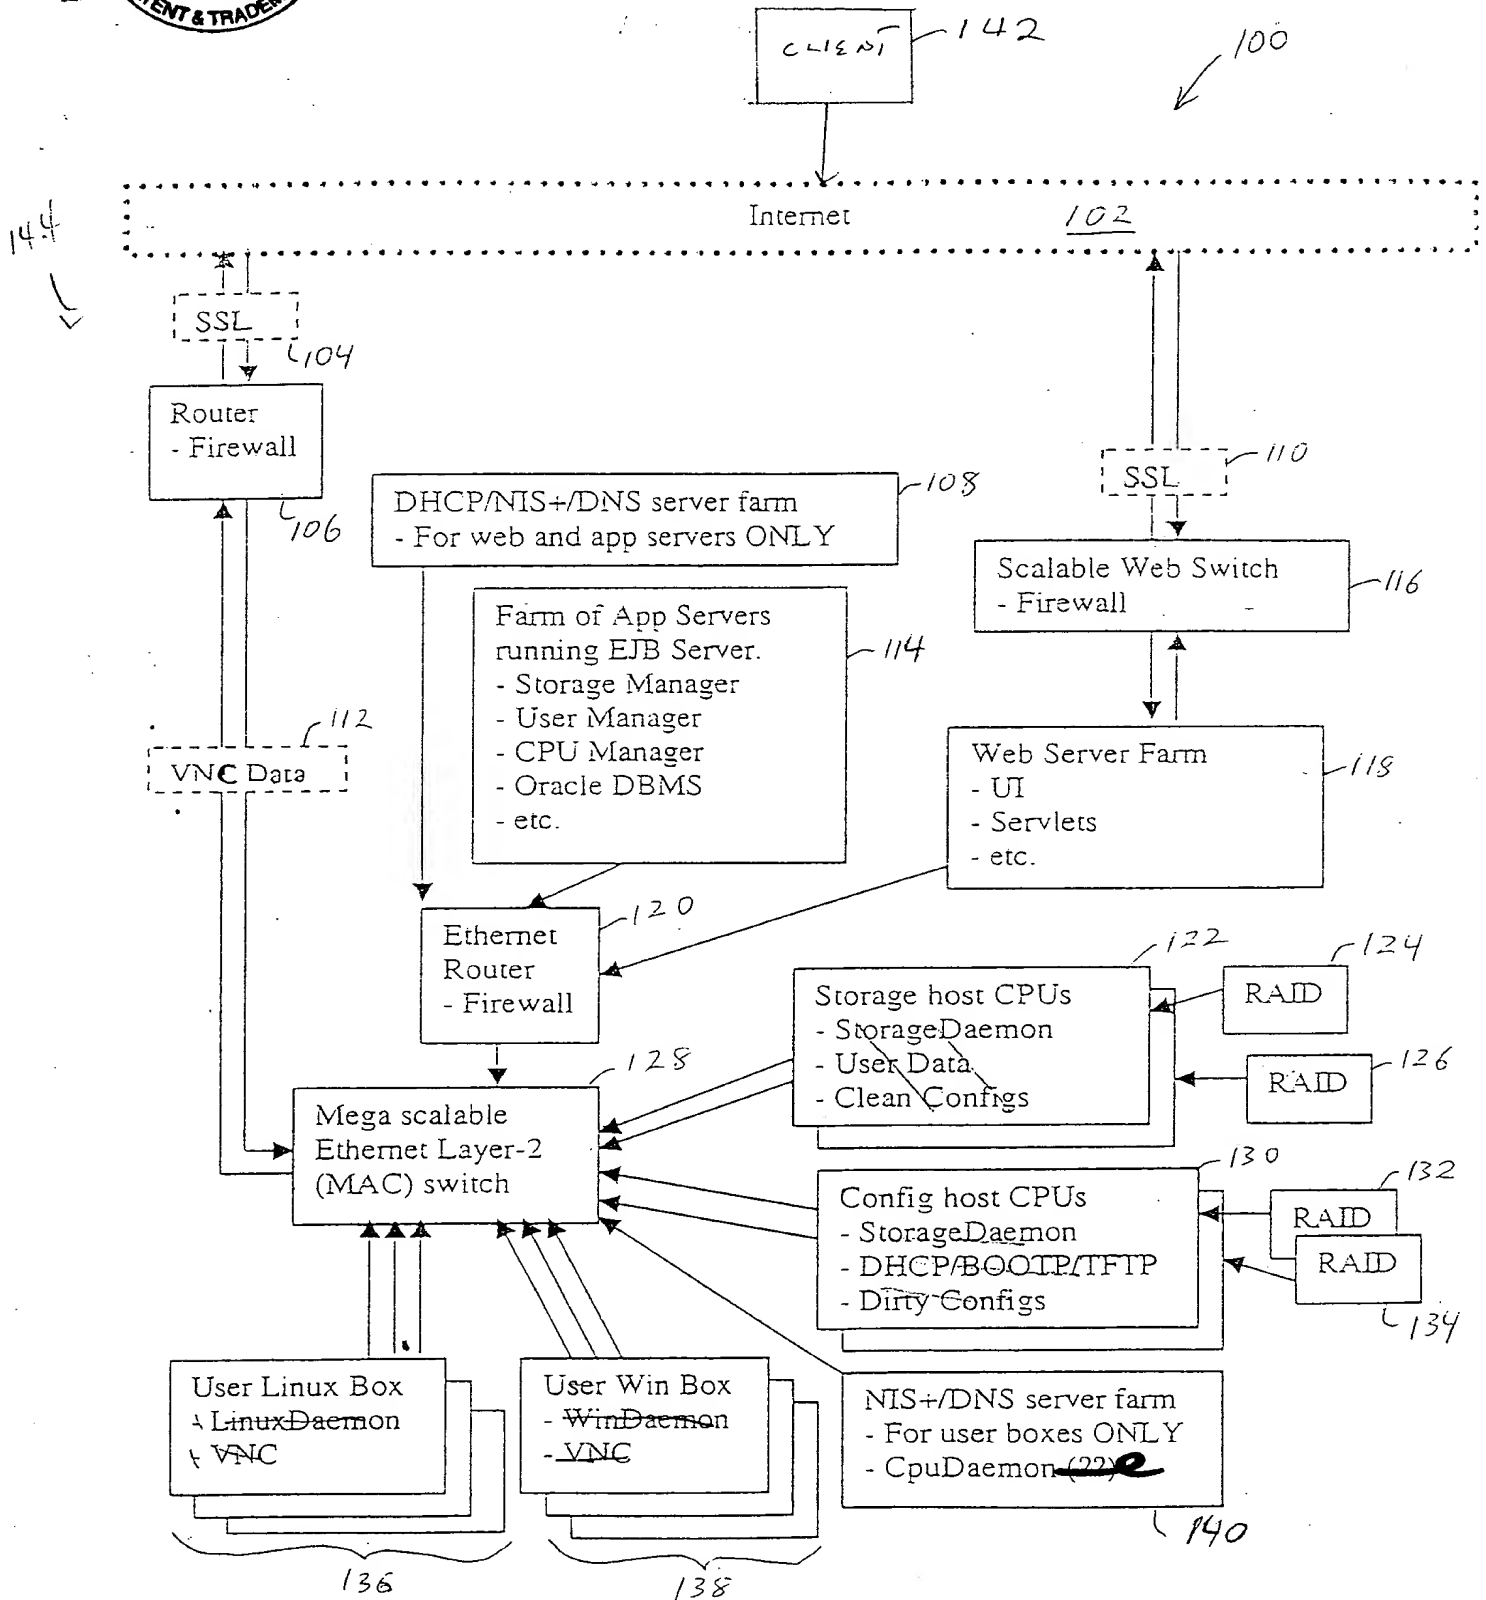 ENT & TRADEM
CLIENT
142
100
144
Internet
102
SSL
104
Router
- Firewall
106
DHCP/NIS+/DNS server farm
- For web and app servers ONLY
108
SSL
110
Scalable Web Switch
- Firewall
116
Farm of App Servers
running EJB Server.
- Storage Manager
- User Manager
- CPU Manager
- Oracle DBMS
- etc.
114
112
VNC Data
Web Server Farm
- UI
- Servlets
- etc.
118
Ethernet
Router
- Firewall
120
Storage host CPUs
- StorageDaemon
- User Data
- Clean Configs
122
RAID
124
RAID
126
Mega scalable
Ethernet Layer-2
(MAC) switch
128
Config host CPUs
- StorageDaemon
- DHCP/BOOTP/TFTP
- Dirty Configs
130
RAID
132
RAID
134
User Linux Box
- LinuxDaemon
- VNC
136
User Win Box
- WinDaemon
- VNC
138
NIS+/DNS server farm
- For user boxes ONLY
- CpuDaemon (22)
140